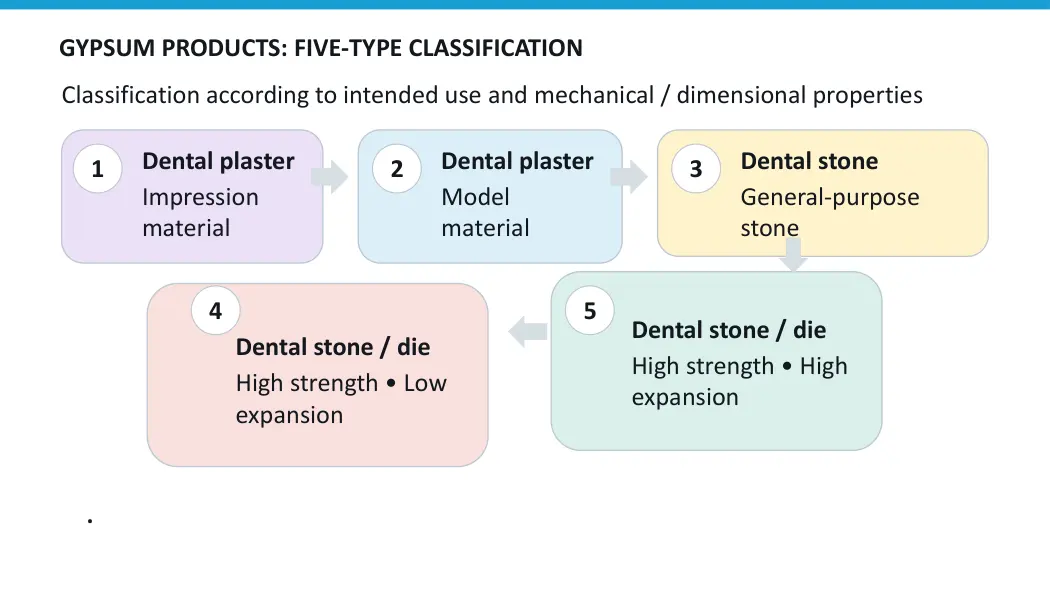 GYPSUM PRODUCTS: FIVE-TYPE CLASSIFICATION
Classification according to intended use and mechanical / dimensional properties
1
Dental plaster
Impression
material
2
Dental plaster
Model
material
3
Dental stone
General-purpose
stone
4
Dental stone / die
High strength • Low
expansion
5
Dental stone / die
High strength • High
expansion
.